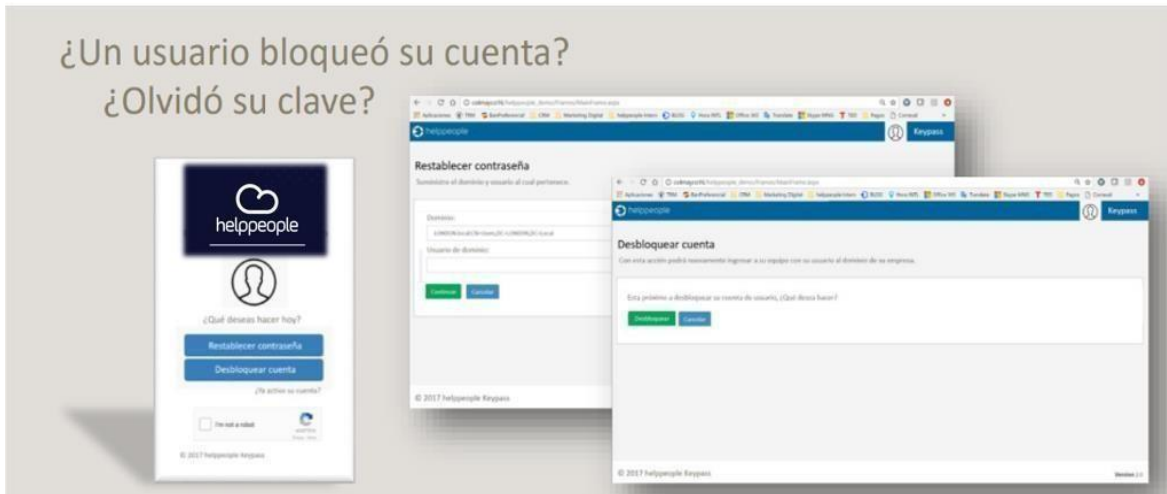 ¿Un usuario bloqueó su cuenta?
¿Olvidó su clave?
helppeople
¿Qué deseas hacer hoy?
Restablecer contraseña
Desbloquear cuenta
¿Ya activo su cuenta?
I'm not a robot
© 2017 helppeople Keypass
helppeople
Keypass
Restablecer contraseña
Suministre el dominio y usuario al cual pertenece.
Dominio:
Usuario de dominio:
Continuar Cancelar
© 2017 helppeople Keypass
helppeople
Keypass
Desbloquear cuenta
Con esta acción podrá nuevamente ingresar a su equipo con su usuario al dominio de su empresa.
Esta próximo a desbloquear su cuenta de usuario, ¿Qué desea hacer?
Desbloquear Cancelar
© 2017 helppeople Keypass
Version